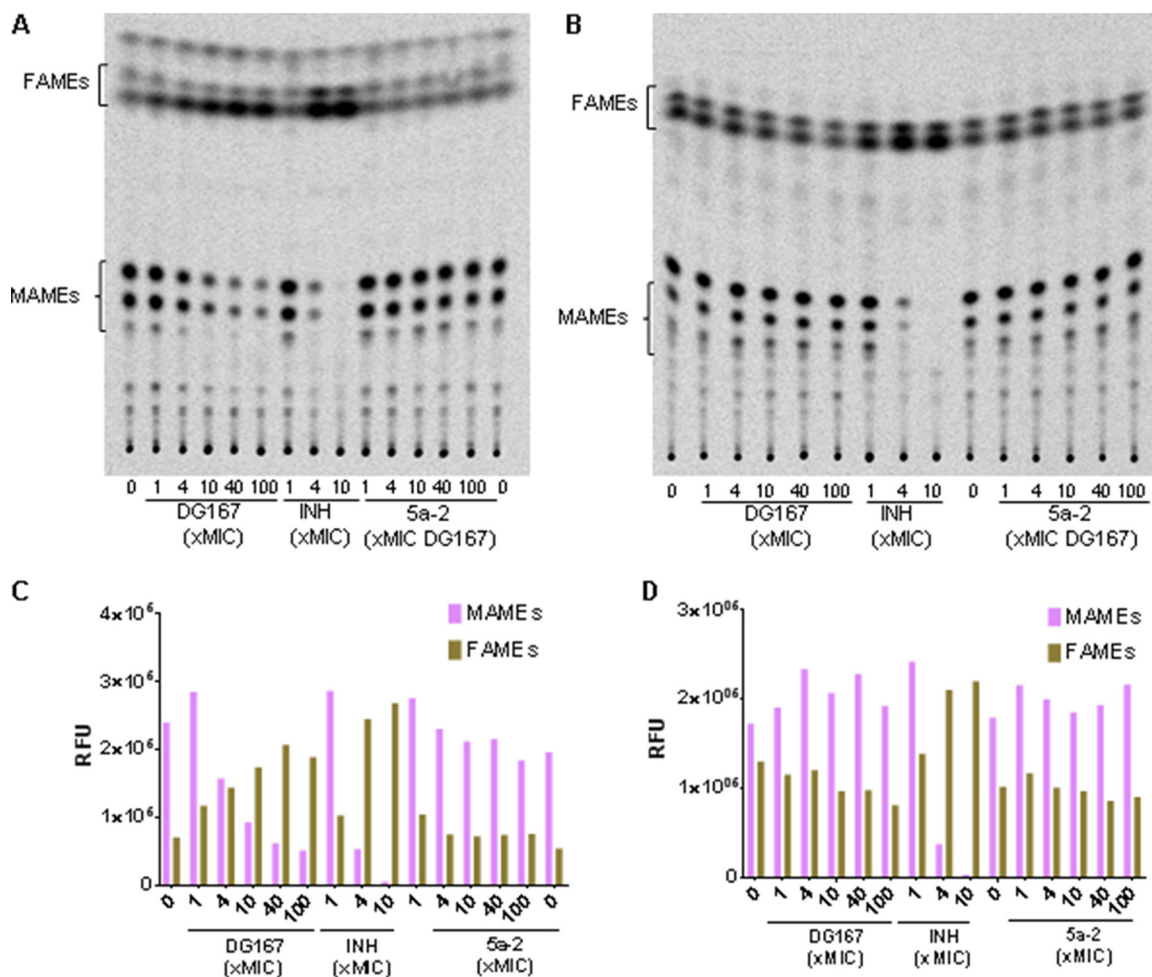 A
FAMEs
MAMEs
0 1 4 10 40 100 1 4 10 1 4 10 40 100 0
DG167 INH 5a-2
(xMIC) (xMIC) (xMIC DG167)
B
FAMEs
MAMEs
0 1 4 10 40 100 1 4 10 0 1 4 10 40 100
DG167 INH 5a-2
(xMIC) (xMIC) (xMIC DG167)
C
MAMEs
FAMEs
4×10⁶
3×10⁶
2×10⁶
1×10⁶
0
RFU
0 1 4 10 40 100 1 4 10 1 4 10 40 100 0
DG167 INH 5a-2
(xMIC) (xMIC) (xMIC)
D
MAMEs
FAMEs
3×10⁰⁶
2×10⁰⁶
1×10⁰⁶
0
RFU
0 1 4 10 40 100 1 4 10 0 1 4 10 40 100
DG167 INH 5a-2
(xMIC) (xMIC) (xMIC)